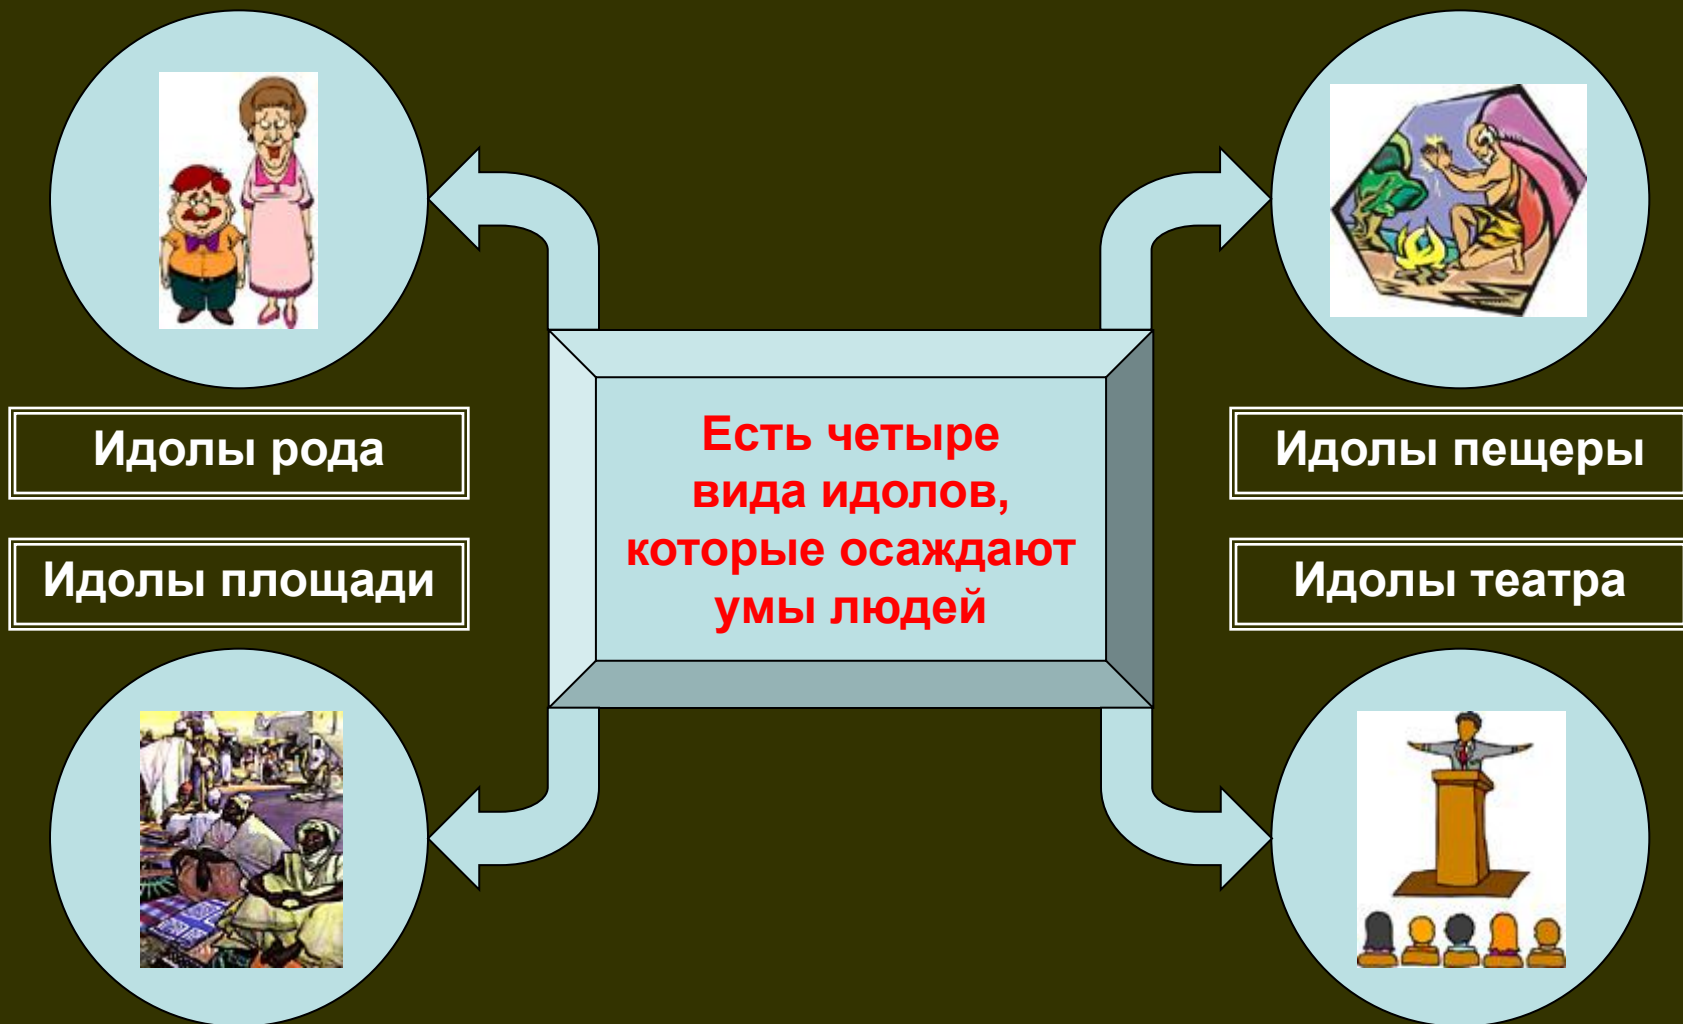 Идолы рода
Идолы площади
Есть четыре
вида идолов,
которые осаждают
умы людей
Идолы пещеры
Идолы театра